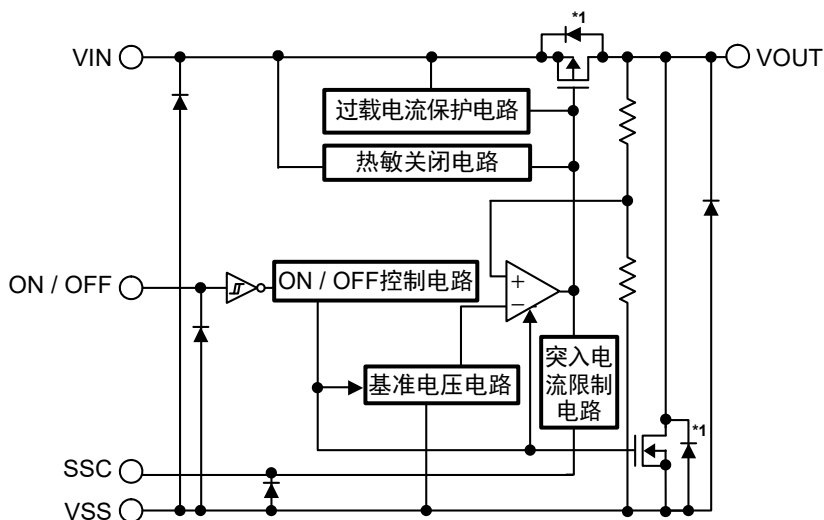 *1
VIN
VOUT
过载电流保护电路
热敏关闭电路
ON / OFF
ON / OFF控制电路
+
−
基准电压电路
突入电
流限制
电路
*1
SSC
VSS